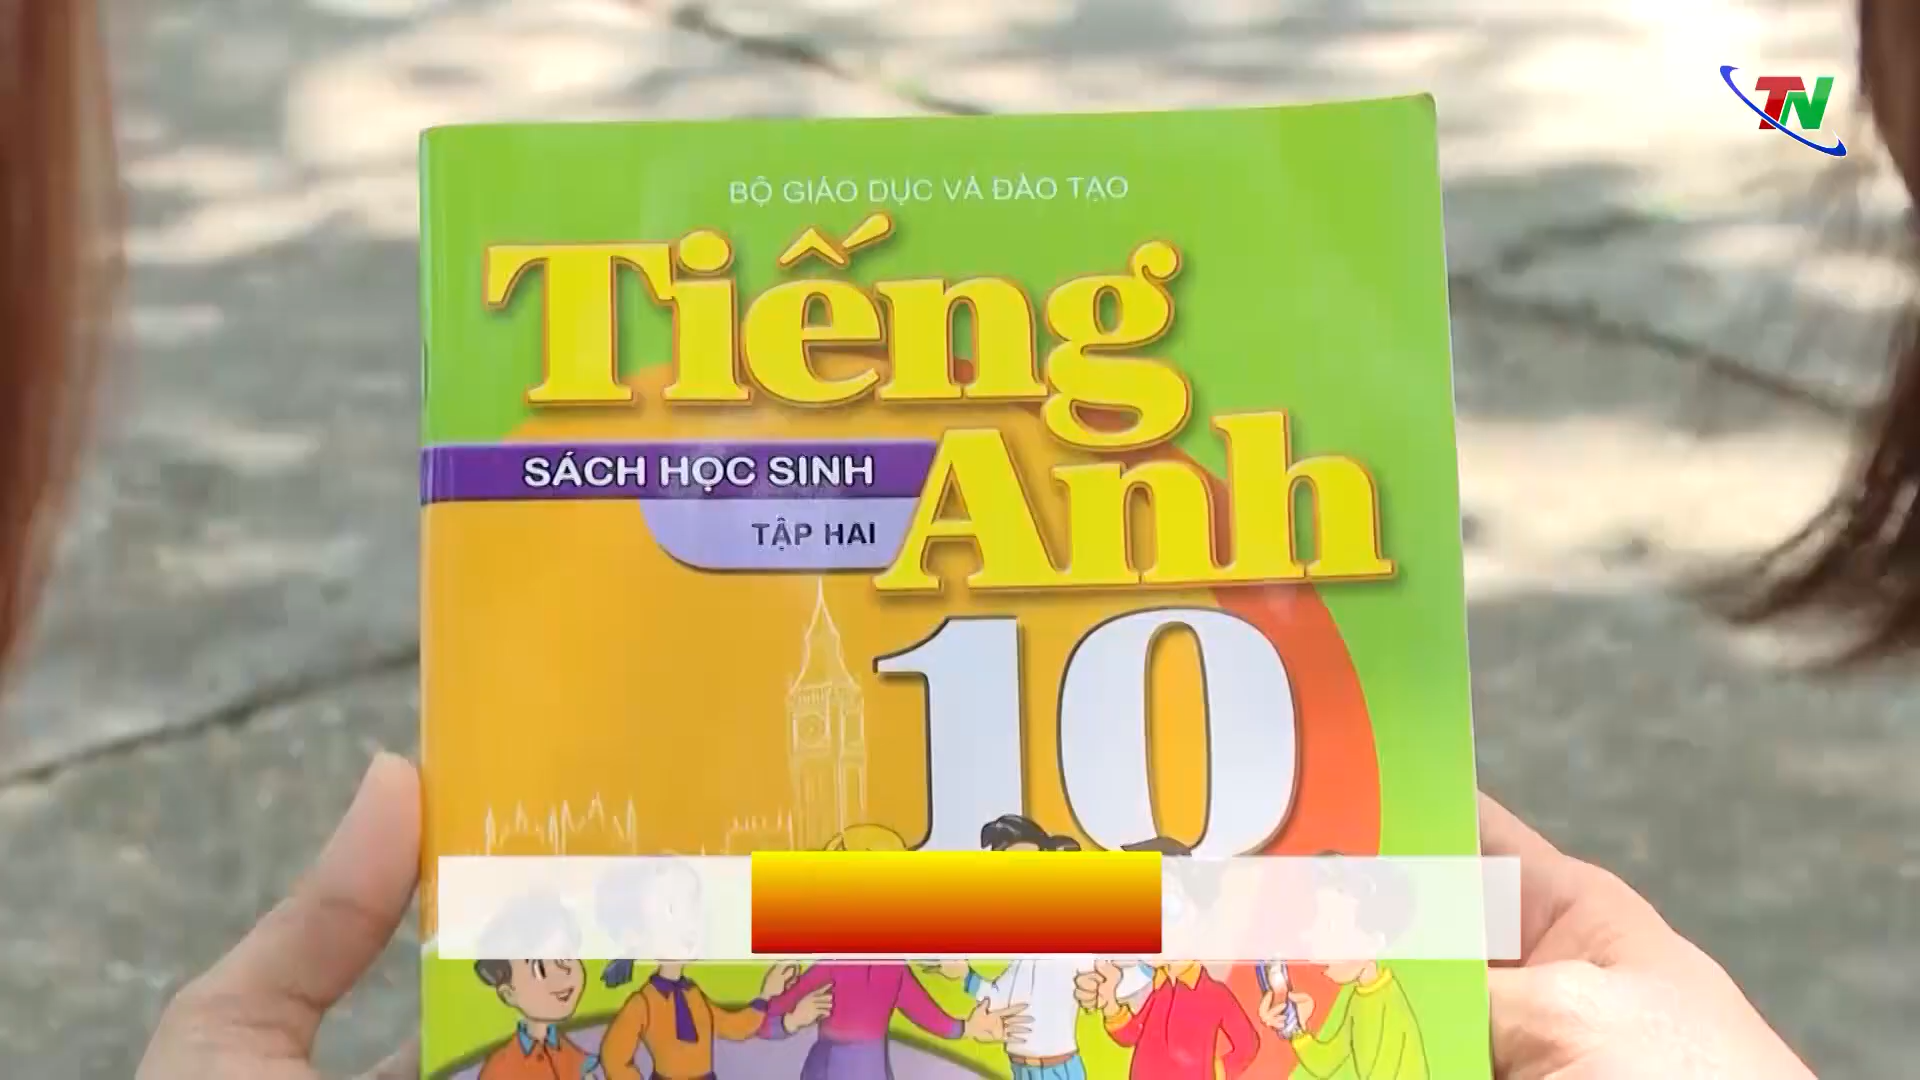 TN
BỘ GIÁO DỤC VÀ ĐÀO TẠO
Tiếng
Anh
SÁCH HỌC SINH
TẬP HAI
10